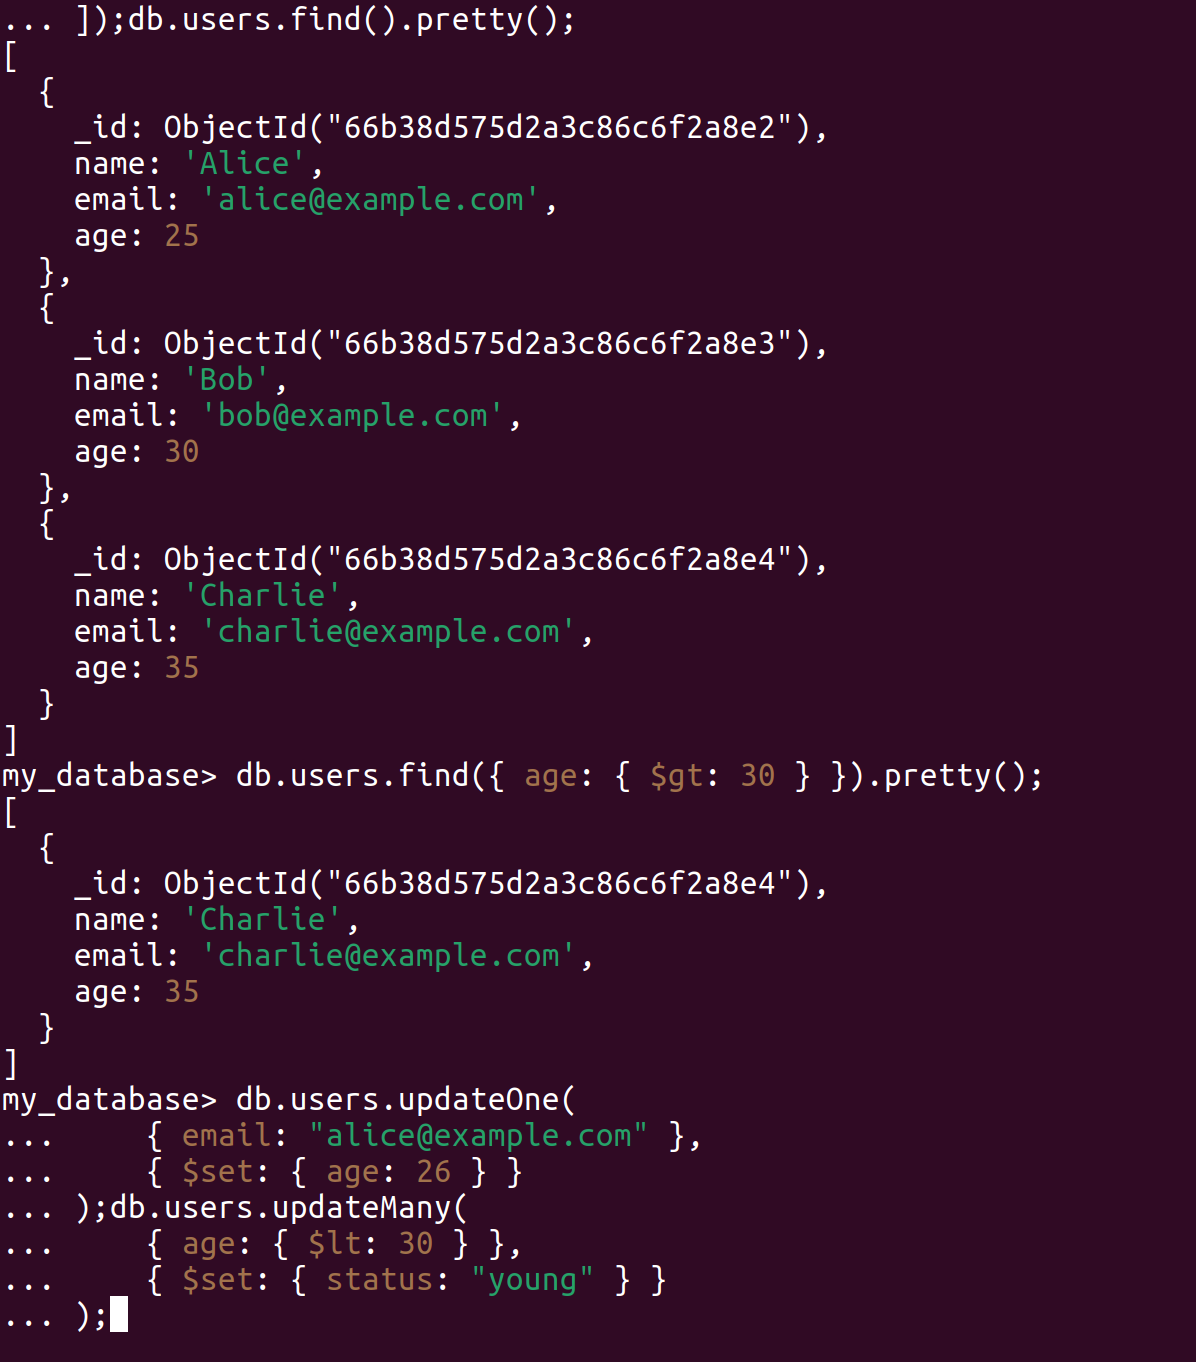 ... ]);db.users.find().pretty();
[
  {
    _id: ObjectId("66b38d575d2a3c86c6f2a8e2"),
    name: 'Alice',
    email: 'alice@example.com',
    age: 25
  },
  {
    _id: ObjectId("66b38d575d2a3c86c6f2a8e3"),
    name: 'Bob',
    email: 'bob@example.com',
    age: 30
  },
  {
    _id: ObjectId("66b38d575d2a3c86c6f2a8e4"),
    name: 'Charlie',
    email: 'charlie@example.com',
    age: 35
  }
]
my_database> db.users.find({ age: { $gt: 30 } }).pretty();
[
  {
    _id: ObjectId("66b38d575d2a3c86c6f2a8e4"),
    name: 'Charlie',
    email: 'charlie@example.com',
    age: 35
  }
]
my_database> db.users.updateOne(
...     { email: "alice@example.com" },
...     { $set: { age: 26 } }
... );db.users.updateMany(
...     { age: { $lt: 30 } },
...     { $set: { status: "young" } }
... );